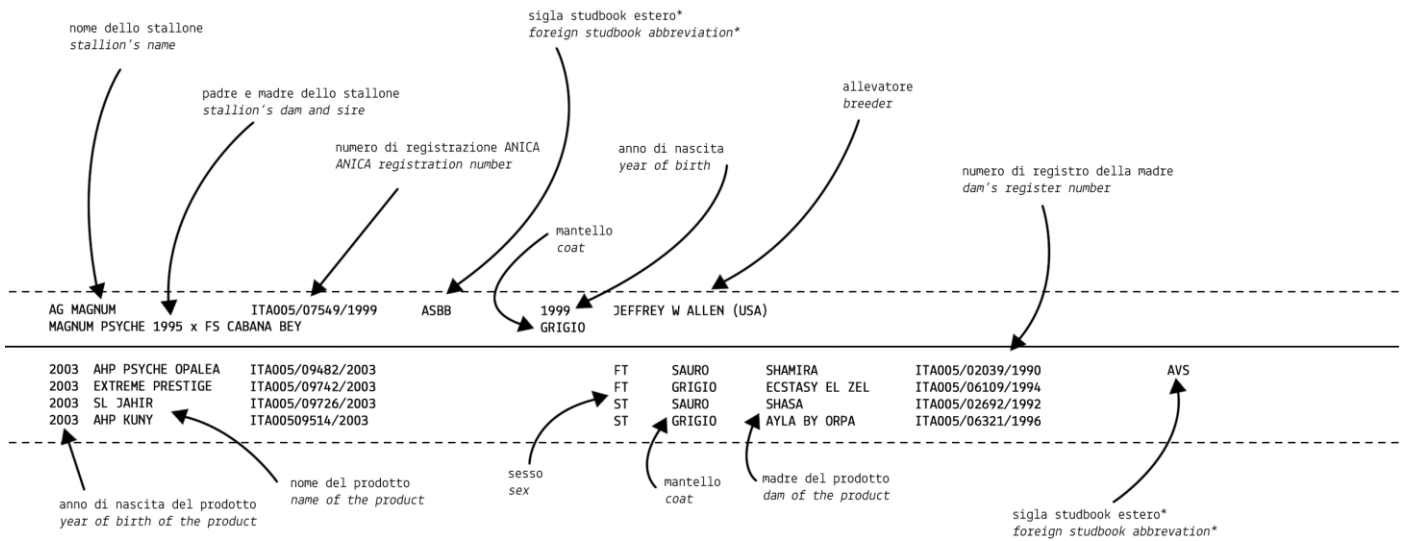 sigla studbook estero*
foreign studbook abbreviation*
nome dello stallone
stallion's name
padre e madre dello stallone
stallion's dam and sire
allevatore
breeder
numero di registrazione ANICA
ANICA registration number
anno di nascita
year of birth
numero di registro della madre
dam's register number
mantello
coat
AG MAGNUM ITA005/07549/1999 ASBB 1999 JEFFREY W ALLEN (USA)
MAGNUM PSYCHE 1995 x FS CABANA BEY GRIGIO
2003 AHP PSYCHE OPALEA ITA005/09482/2003 FT SAURO SHAMIRA ITA005/02039/1990 AVS
2003 EXTREME PRESTIGE ITA005/09742/2003 FT GRIGIO ECSTASY EL ZEL ITA005/06109/1994
2003 SL JAHIR ITA005/09726/2003 ST SAURO SHASA ITA005/02692/1992
2003 AHP KUNY ITA00509514/2003 ST GRIGIO AYLA BY ORPA ITA005/06321/1996
sesso
sex
nome del prodotto
name of the product
mantello
coat
madre del prodotto
dam of the product
anno di nascita del prodotto
year of birth of the product
sigla studbook estero*
foreign studbook abbrevation*